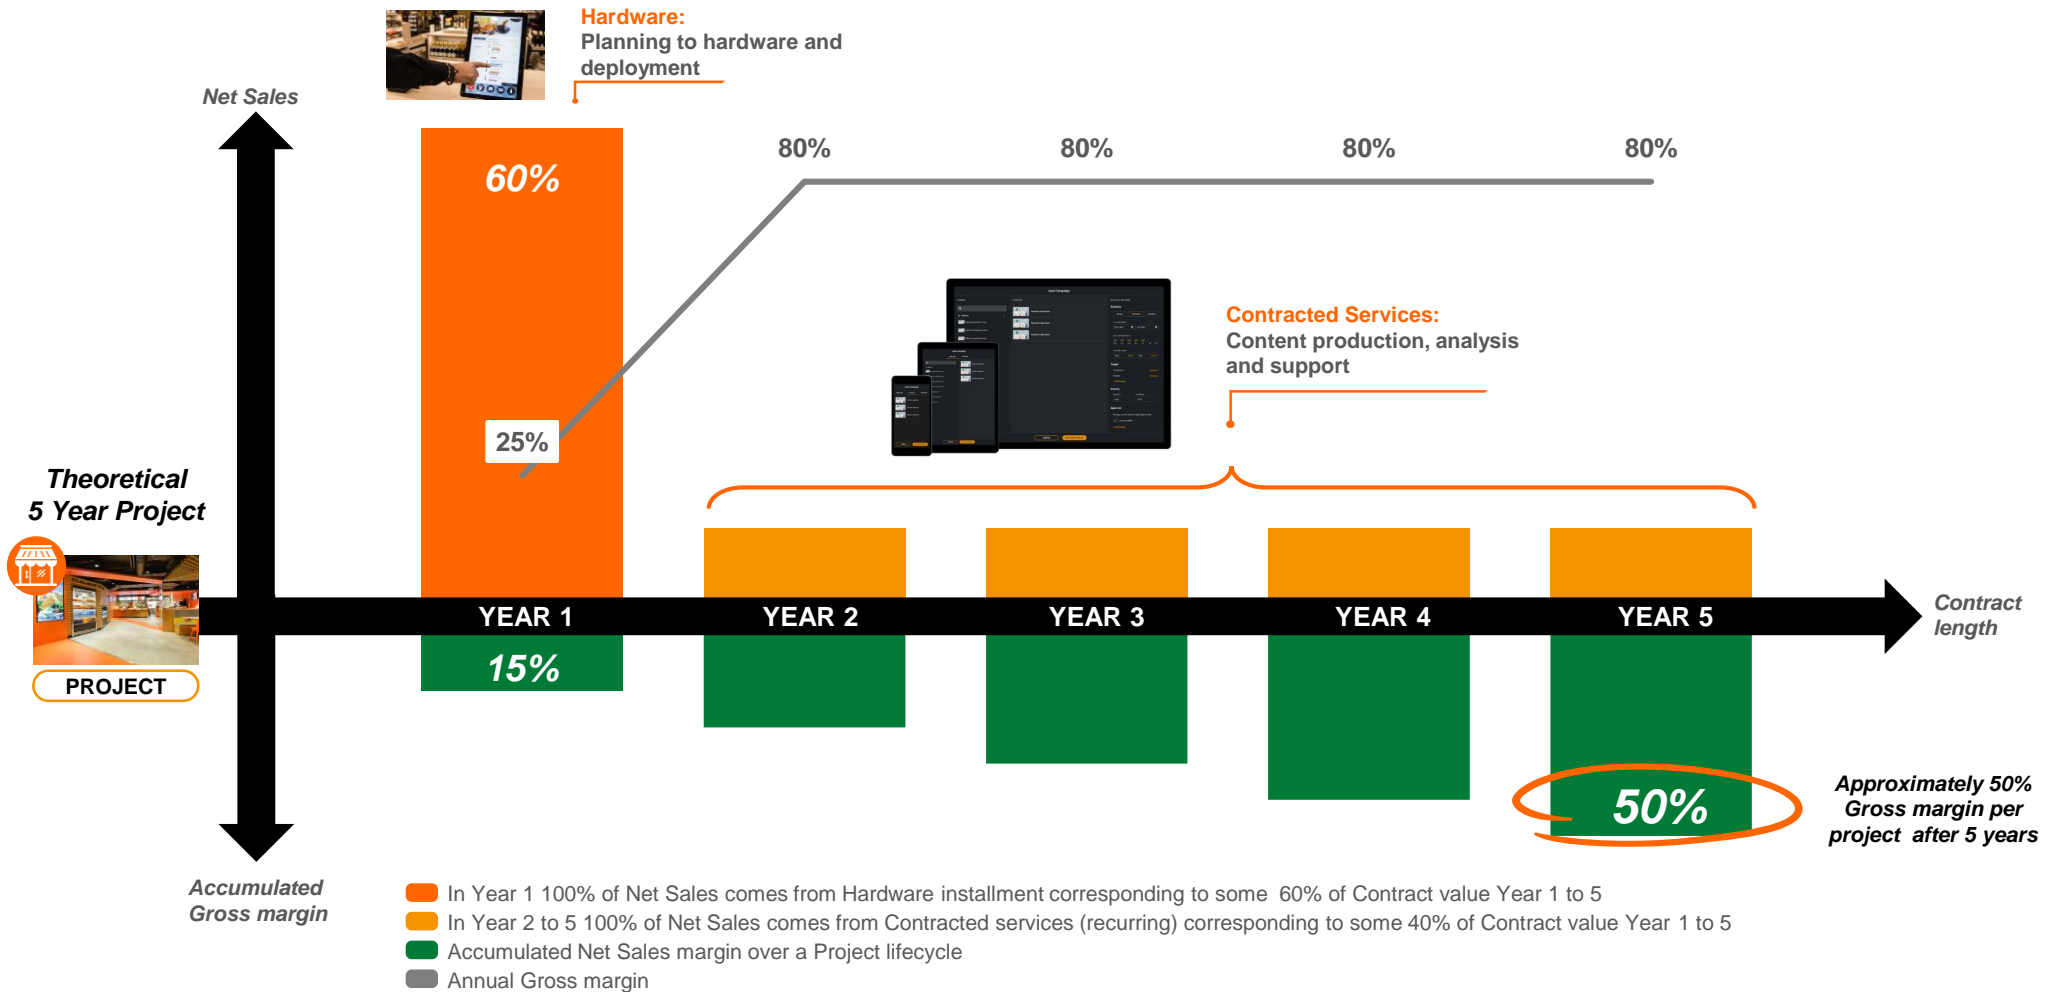 Hardware:
Planning to hardware and
deployment
Net Sales
60%
80%
80%
80%
80%
25%
Contracted Services:
Content production, analysis
and support
Theoretical
5 Year Project
PROJECT
YEAR 1
YEAR 2
YEAR 3
YEAR 4
YEAR 5
Contract
length
15%
50%
Approximately 50%
Gross margin per
project  after 5 years
Accumulated
Gross margin
In Year 1 100% of Net Sales comes from Hardware installment corresponding to some  60% of Contract value Year 1 to 5
In Year 2 to 5 100% of Net Sales comes from Contracted services (recurring) corresponding to some 40% of Contract value Year 1 to 5
Accumulated Net Sales margin over a Project lifecycle
Annual Gross margin